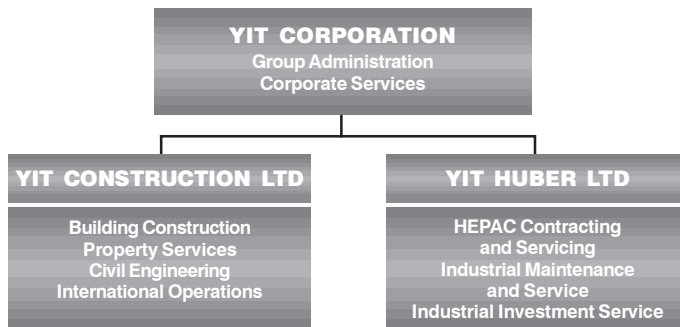 YIT CORPORATION
Group Administration
Corporate Services
YIT CONSTRUCTION LTD
Building Construction
Property Services
Civil Engineering
International Operations
YIT HUBER LTD
HEPAC Contracting
and Servicing
Industrial Maintenance
and Service
Industrial Investment Service